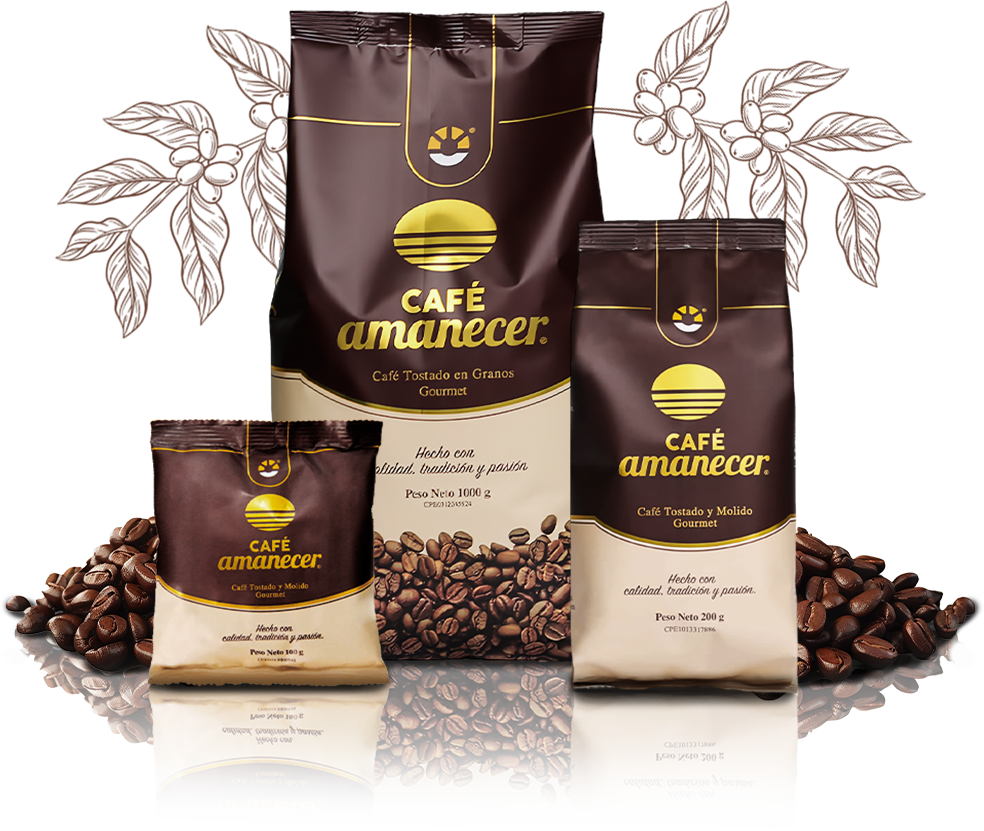 CAFÉ
amanecer®
Café Tostado en Granos
Gourmet
Hecho con
calidad, tradición y pasión
Peso Neto 1000 g
CAFÉ
amanecer®
Café Tostado y Molido
Gourmet
Hecho con
calidad, tradición y pasión.
Peso Neto 200 g
CPE1013317886
CAFÉ
amanecer
Café Tostado y Molido
Gourmet
Hecho con
calidad, tradición y pasión.
Peso Neto 100 g